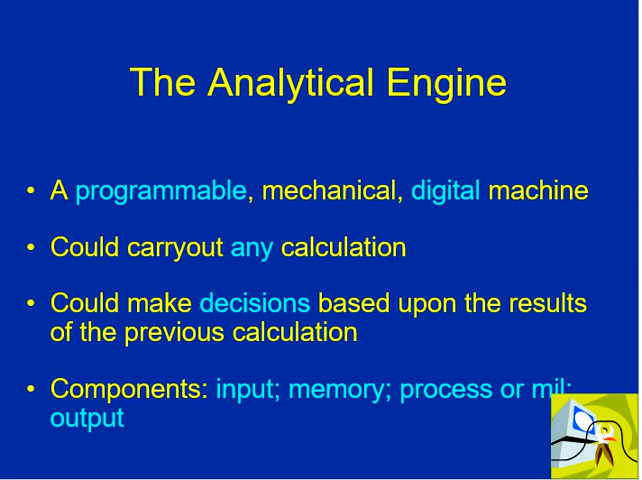 The Analytical Engine
• A programmable, mechanical, digital machine
• Could carryout any calculation
• Could make decisions based upon the results
of the previous calculation
• Components: input; memory; process or mil;
output